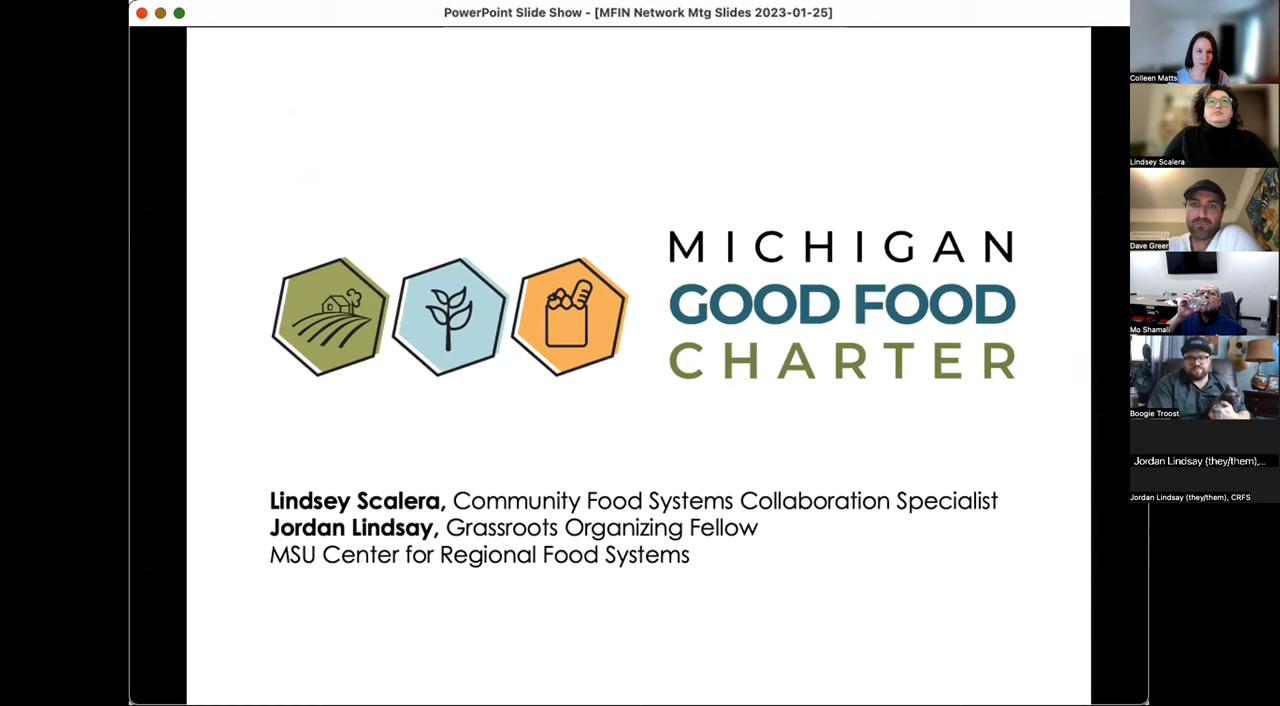 PowerPoint Slide Show - [MFIN Network Mtg Slides 2023-01-25]
MICHIGAN
GOOD FOOD
CHARTER
Lindsey Scalera, Community Food Systems Collaboration Specialist
Jordan Lindsay, Grassroots Organizing Fellow
MSU Center for Regional Food Systems
Colleen Matts
Lindsey Scalera
Dave Greer
Mo Shamali
Boogie Troost
Jordan Lindsay (they/them),...
Jordan Lindsay (they/them), CRFS